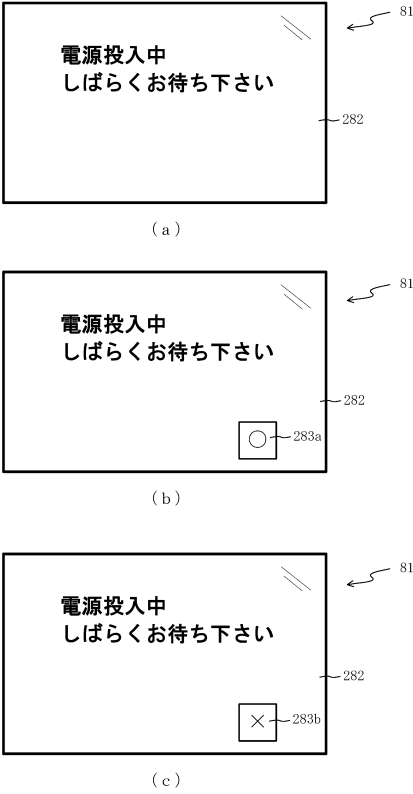 81
電源投入中
しばらくお待ち下さい
282
(a)
81
電源投入中
しばらくお待ち下さい
282
○
283a
(b)
81
電源投入中
しばらくお待ち下さい
282
×
283b
(c)